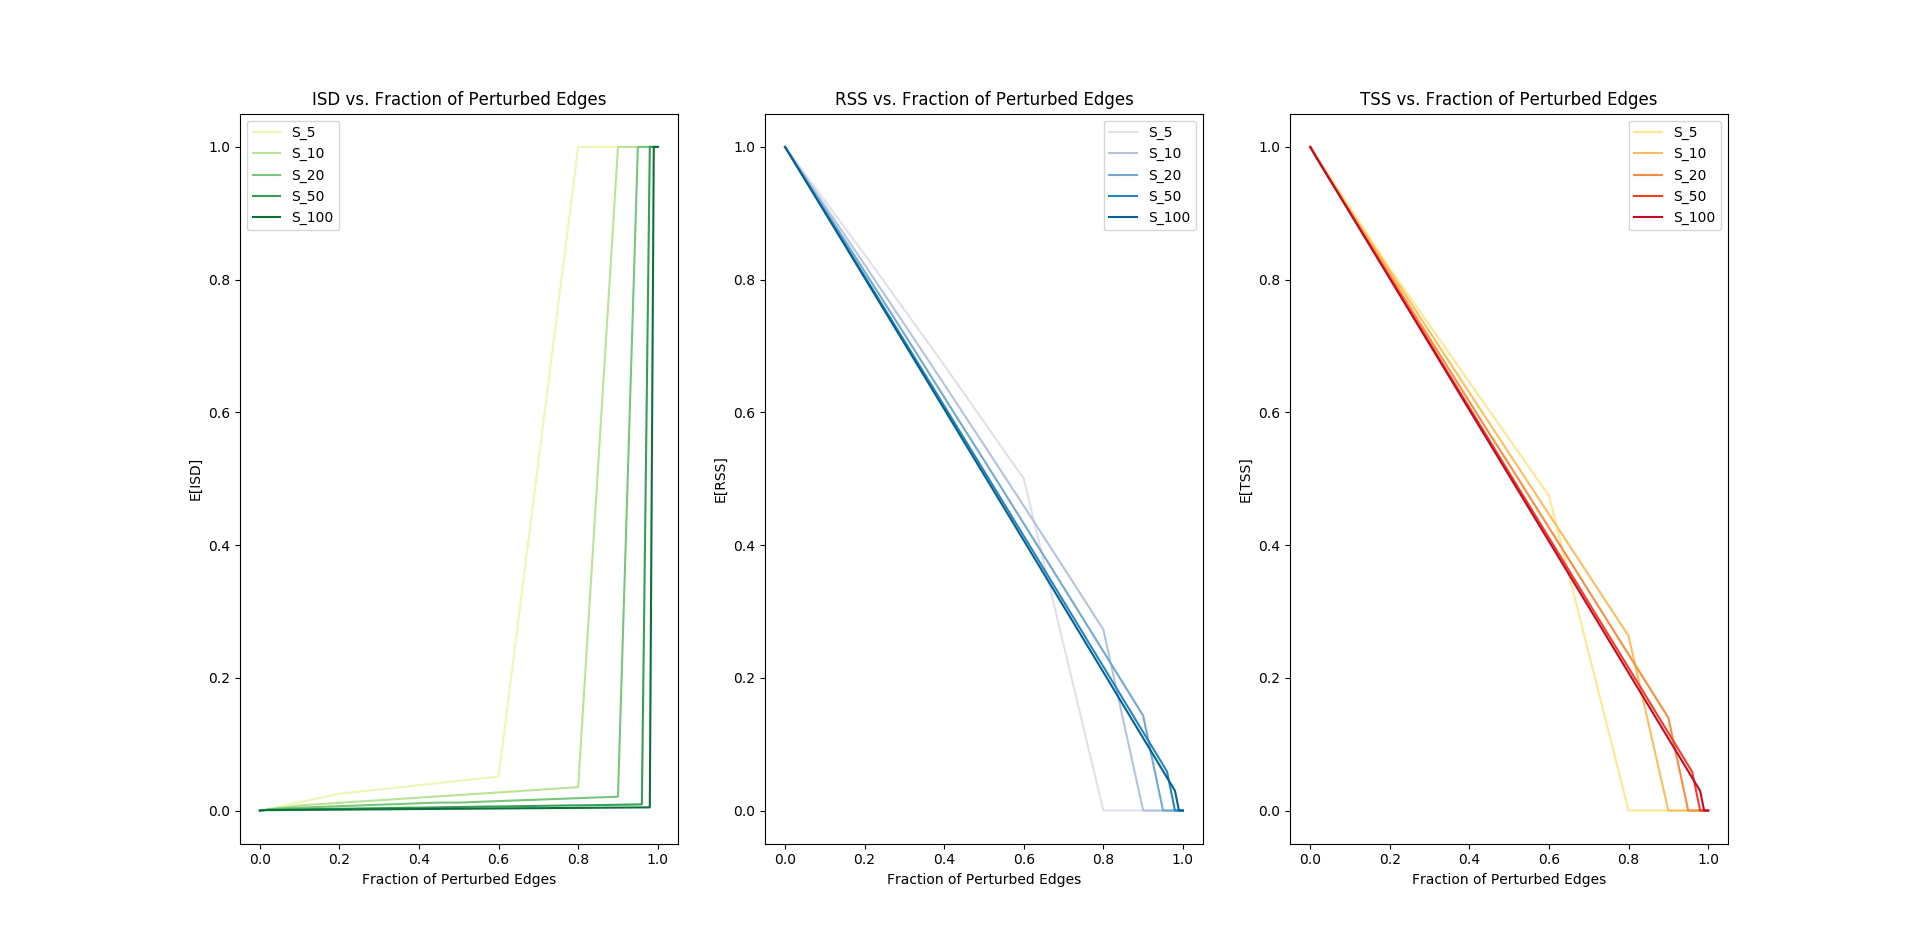 ISD vs. Fraction of Perturbed Edges
S_5
S_10
S_20
S_50
S_100
1.0
0.8
0.6
0.4
0.2
0.0
E[ISD]
0.0 0.2 0.4 0.6 0.8 1.0
Fraction of Perturbed Edges
RSS vs. Fraction of Perturbed Edges
S_5
S_10
S_20
S_50
S_100
1.0
0.8
0.6
0.4
0.2
0.0
E[RSS]
0.0 0.2 0.4 0.6 0.8 1.0
Fraction of Perturbed Edges
TSS vs. Fraction of Perturbed Edges
S_5
S_10
S_20
S_50
S_100
1.0
0.8
0.6
0.4
0.2
0.0
E[TSS]
0.0 0.2 0.4 0.6 0.8 1.0
Fraction of Perturbed Edges